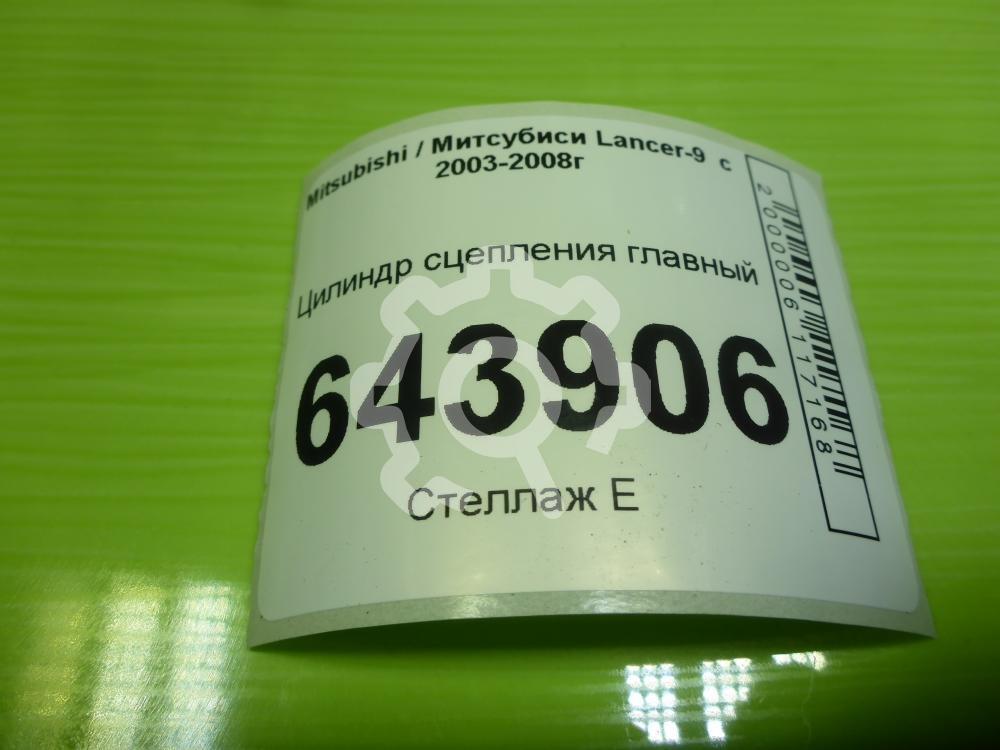 Mitsubishi / Митсубиси Lancer-9 с
2003-2008г
Цилиндр сцепления главный
643906
Стеллаж Е
2000006117168